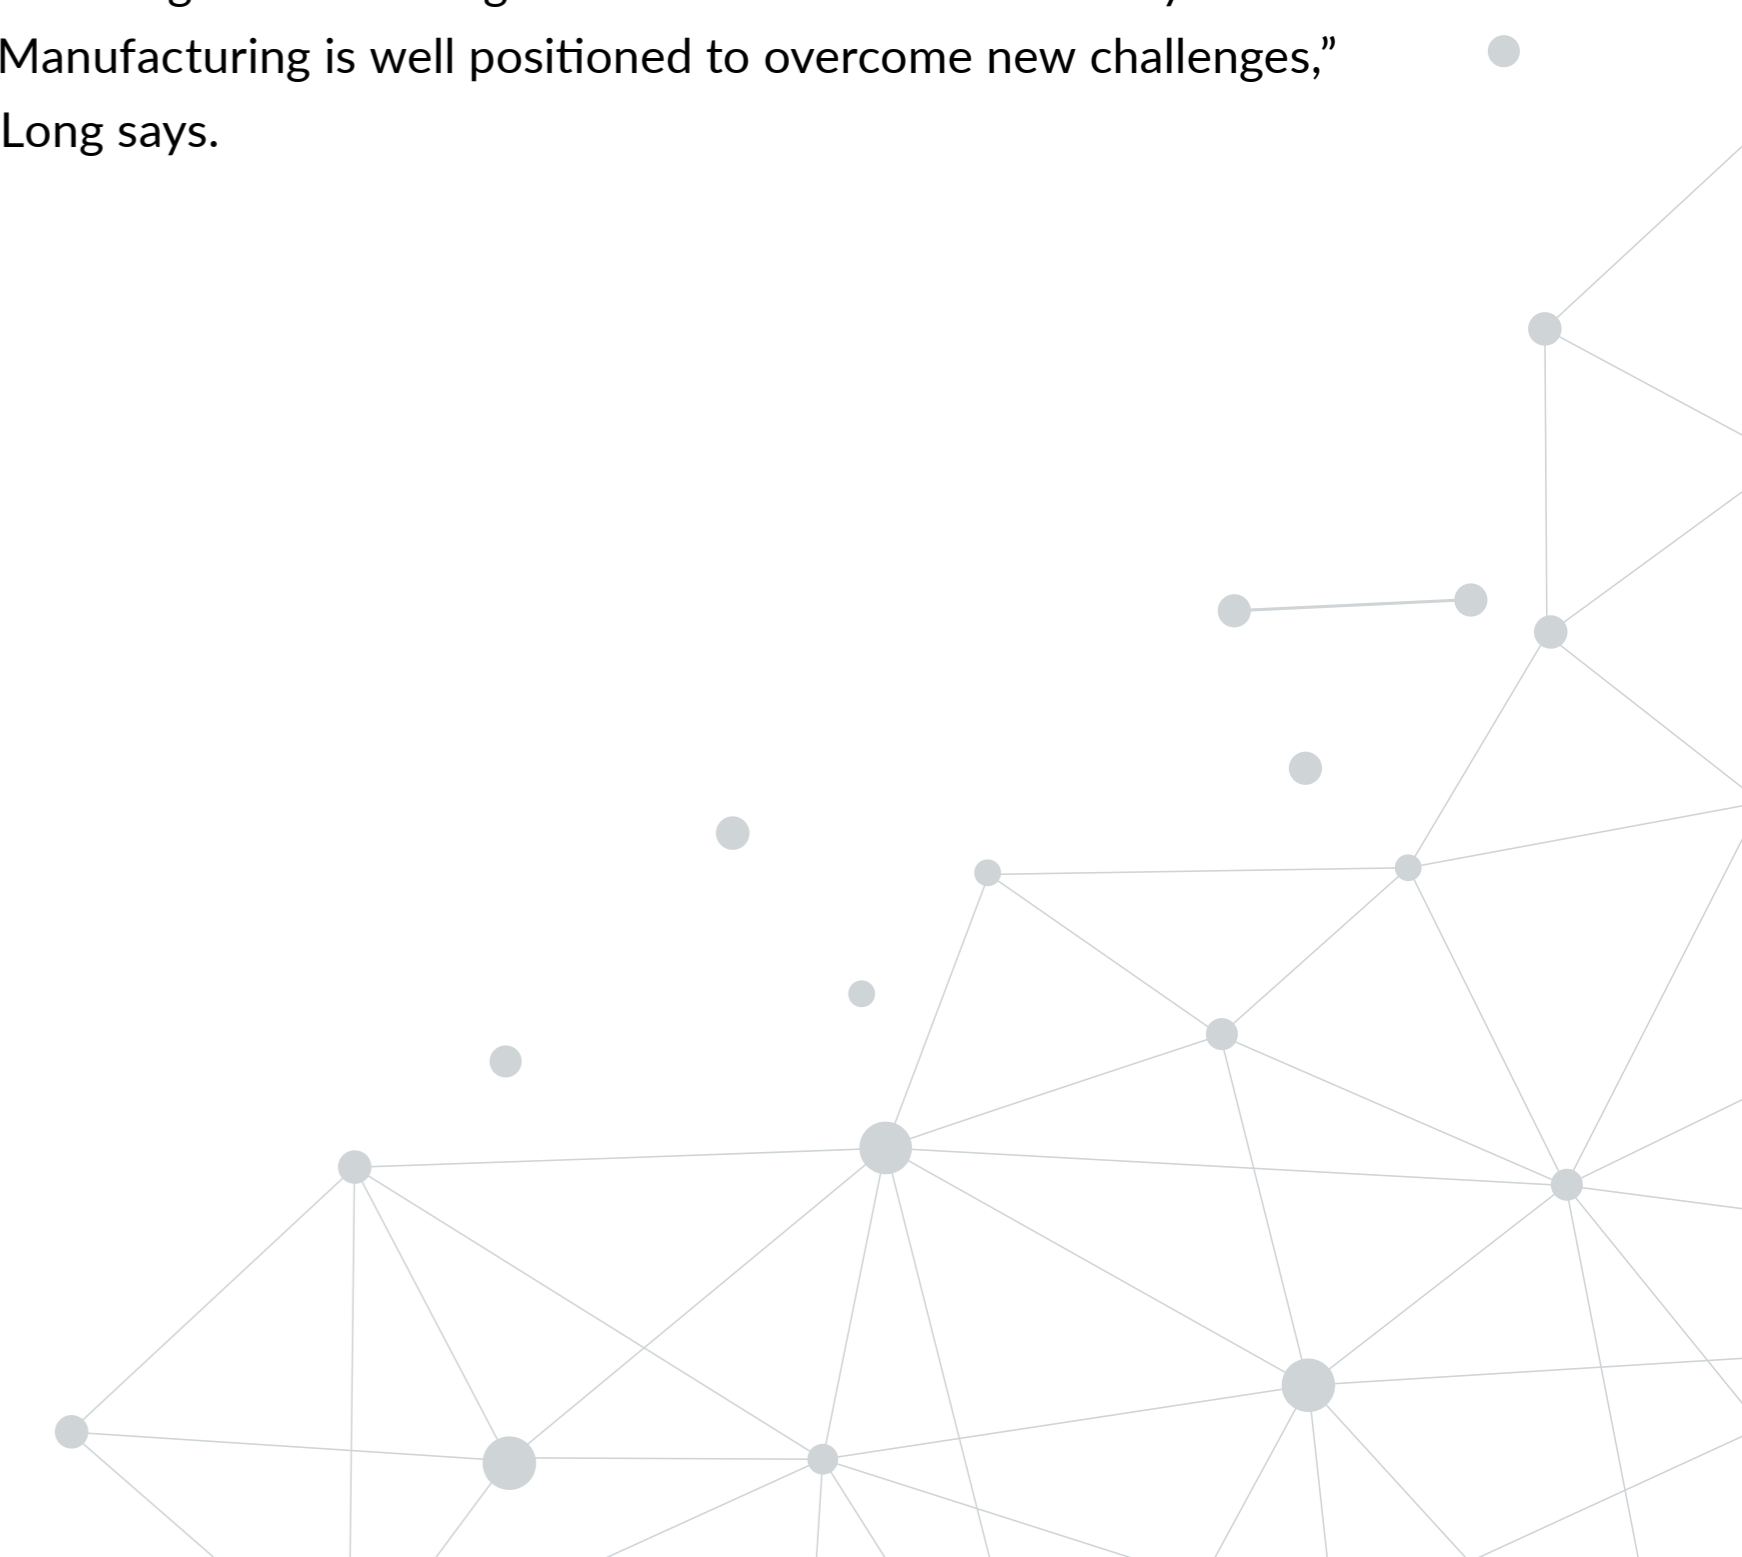 Manufacturing is well positioned to overcome new challenges,”
Long says.